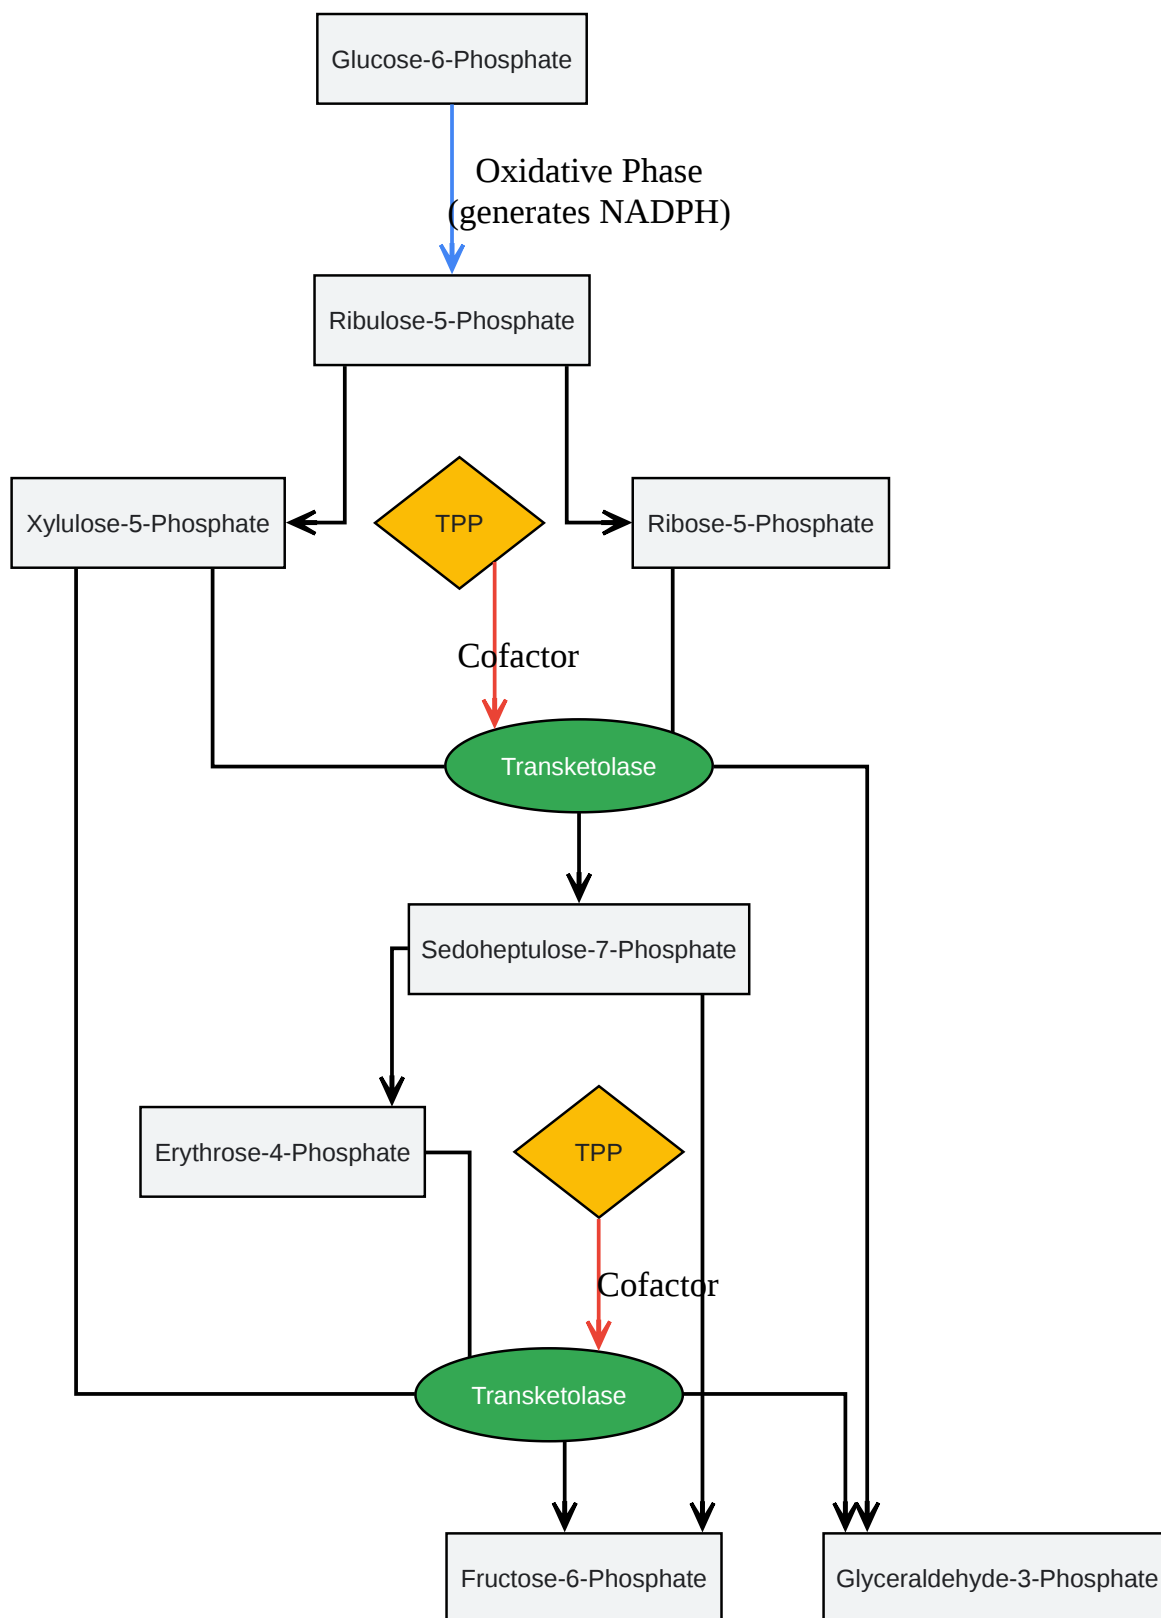 Glucose-6-Phosphate
Oxidative Phase
(generates NADPH)
Ribulose-5-Phosphate
Xylulose-5-Phosphate
TPP
Ribose-5-Phosphate
Cofactor
Transketolase
Sedoheptulose-7-Phosphate
Erythrose-4-Phosphate
TPP
Cofactor
Transketolase
Fructose-6-Phosphate
Glyceraldehyde-3-Phosphate